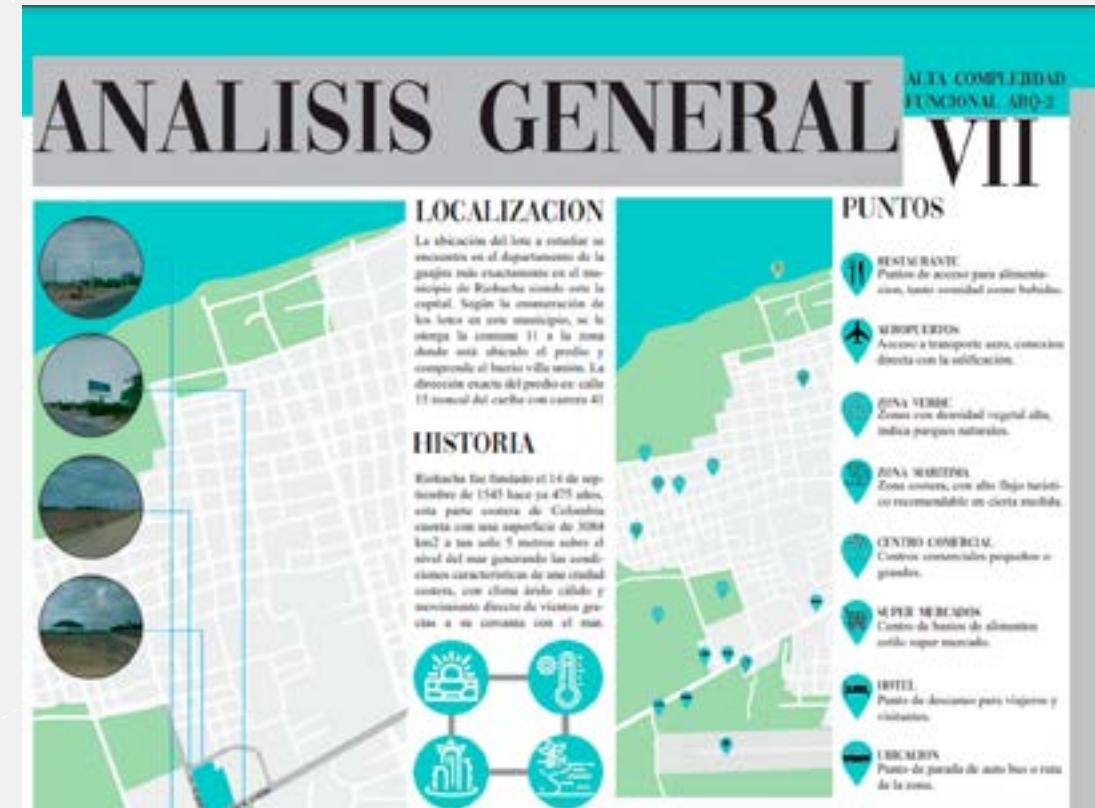 ANALISIS GENERAL
ALTA COMPLEJIDAD
FUNCIONAL ARQ-2
VII
LOCALIZACION
La ubicación del lote a estudiar se
encuentra en el departamento de la
guajira más exactamente en el mu-
nicipio de Riohacha siendo este la
capital. Según la enumeración de
los lotes en este municipio, se le
otorga la comuna 11 a la zona
donde está ubicado el predio y
comprende el barrio villa unión. La
dirección exacta del predio es: calle
15 troncal del caribe con carrera 41
HISTORIA
Riohacha fue fundado el 14 de sep-
tiembre de 1545 hace ya 475 años,
esta parte costera de Colombia
cuenta con una superficie de 3084
km2 a tan solo 5 metros sobre el
nivel del mar generando las condi-
ciones características de una ciudad
costera, con clima árido cálido y
movimiento directo de vientos gra-
cias a su cercanía con el mar.
PUNTOS
RESTAURANTE
Puntos de acceso para alimenta-
cion, tanto comidad como bebidas.
AEROPUERTOS
Acceso a transporte aero, conexion
directa con la edificación.
ZONA VERDE
Zonas con densidad vegetal alta,
indica parques naturales.
ZONA MARITIMA
Zona costera, con alto flujo turisti-
co recomendable en cierta medida.
CENTRO COMERCIAL
Centros comerciales pequeños o
grandes.
SUPER MERCADOS
Centro de bastos de alimentos
estilo super mercado.
HOTEL
Punto de descanso para viajeros y
visitantes.
UBICACION
Punto de parada de auto bus o ruta
de la zona.